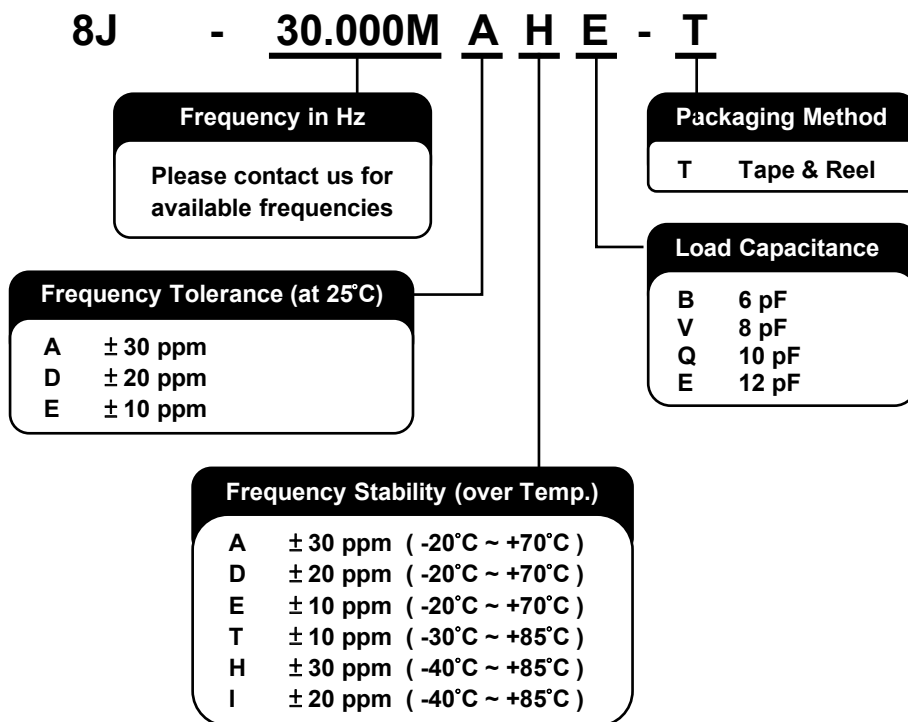 8J - 30.000M A H E - T
Frequency in Hz
Please contact us for
available frequencies
Packaging Method
T Tape & Reel
Load Capacitance
B 6 pF
V 8 pF
Q 10 pF
E 12 pF
Frequency Tolerance (at 25°C)
A ± 30 ppm
D ± 20 ppm
E ± 10 ppm
Frequency Stability (over Temp.)
A ± 30 ppm ( -20°C ~ +70°C )
D ± 20 ppm ( -20°C ~ +70°C )
E ± 10 ppm ( -20°C ~ +70°C )
T ± 10 ppm ( -30°C ~ +85°C )
H ± 30 ppm ( -40°C ~ +85°C )
I ± 20 ppm ( -40°C ~ +85°C )